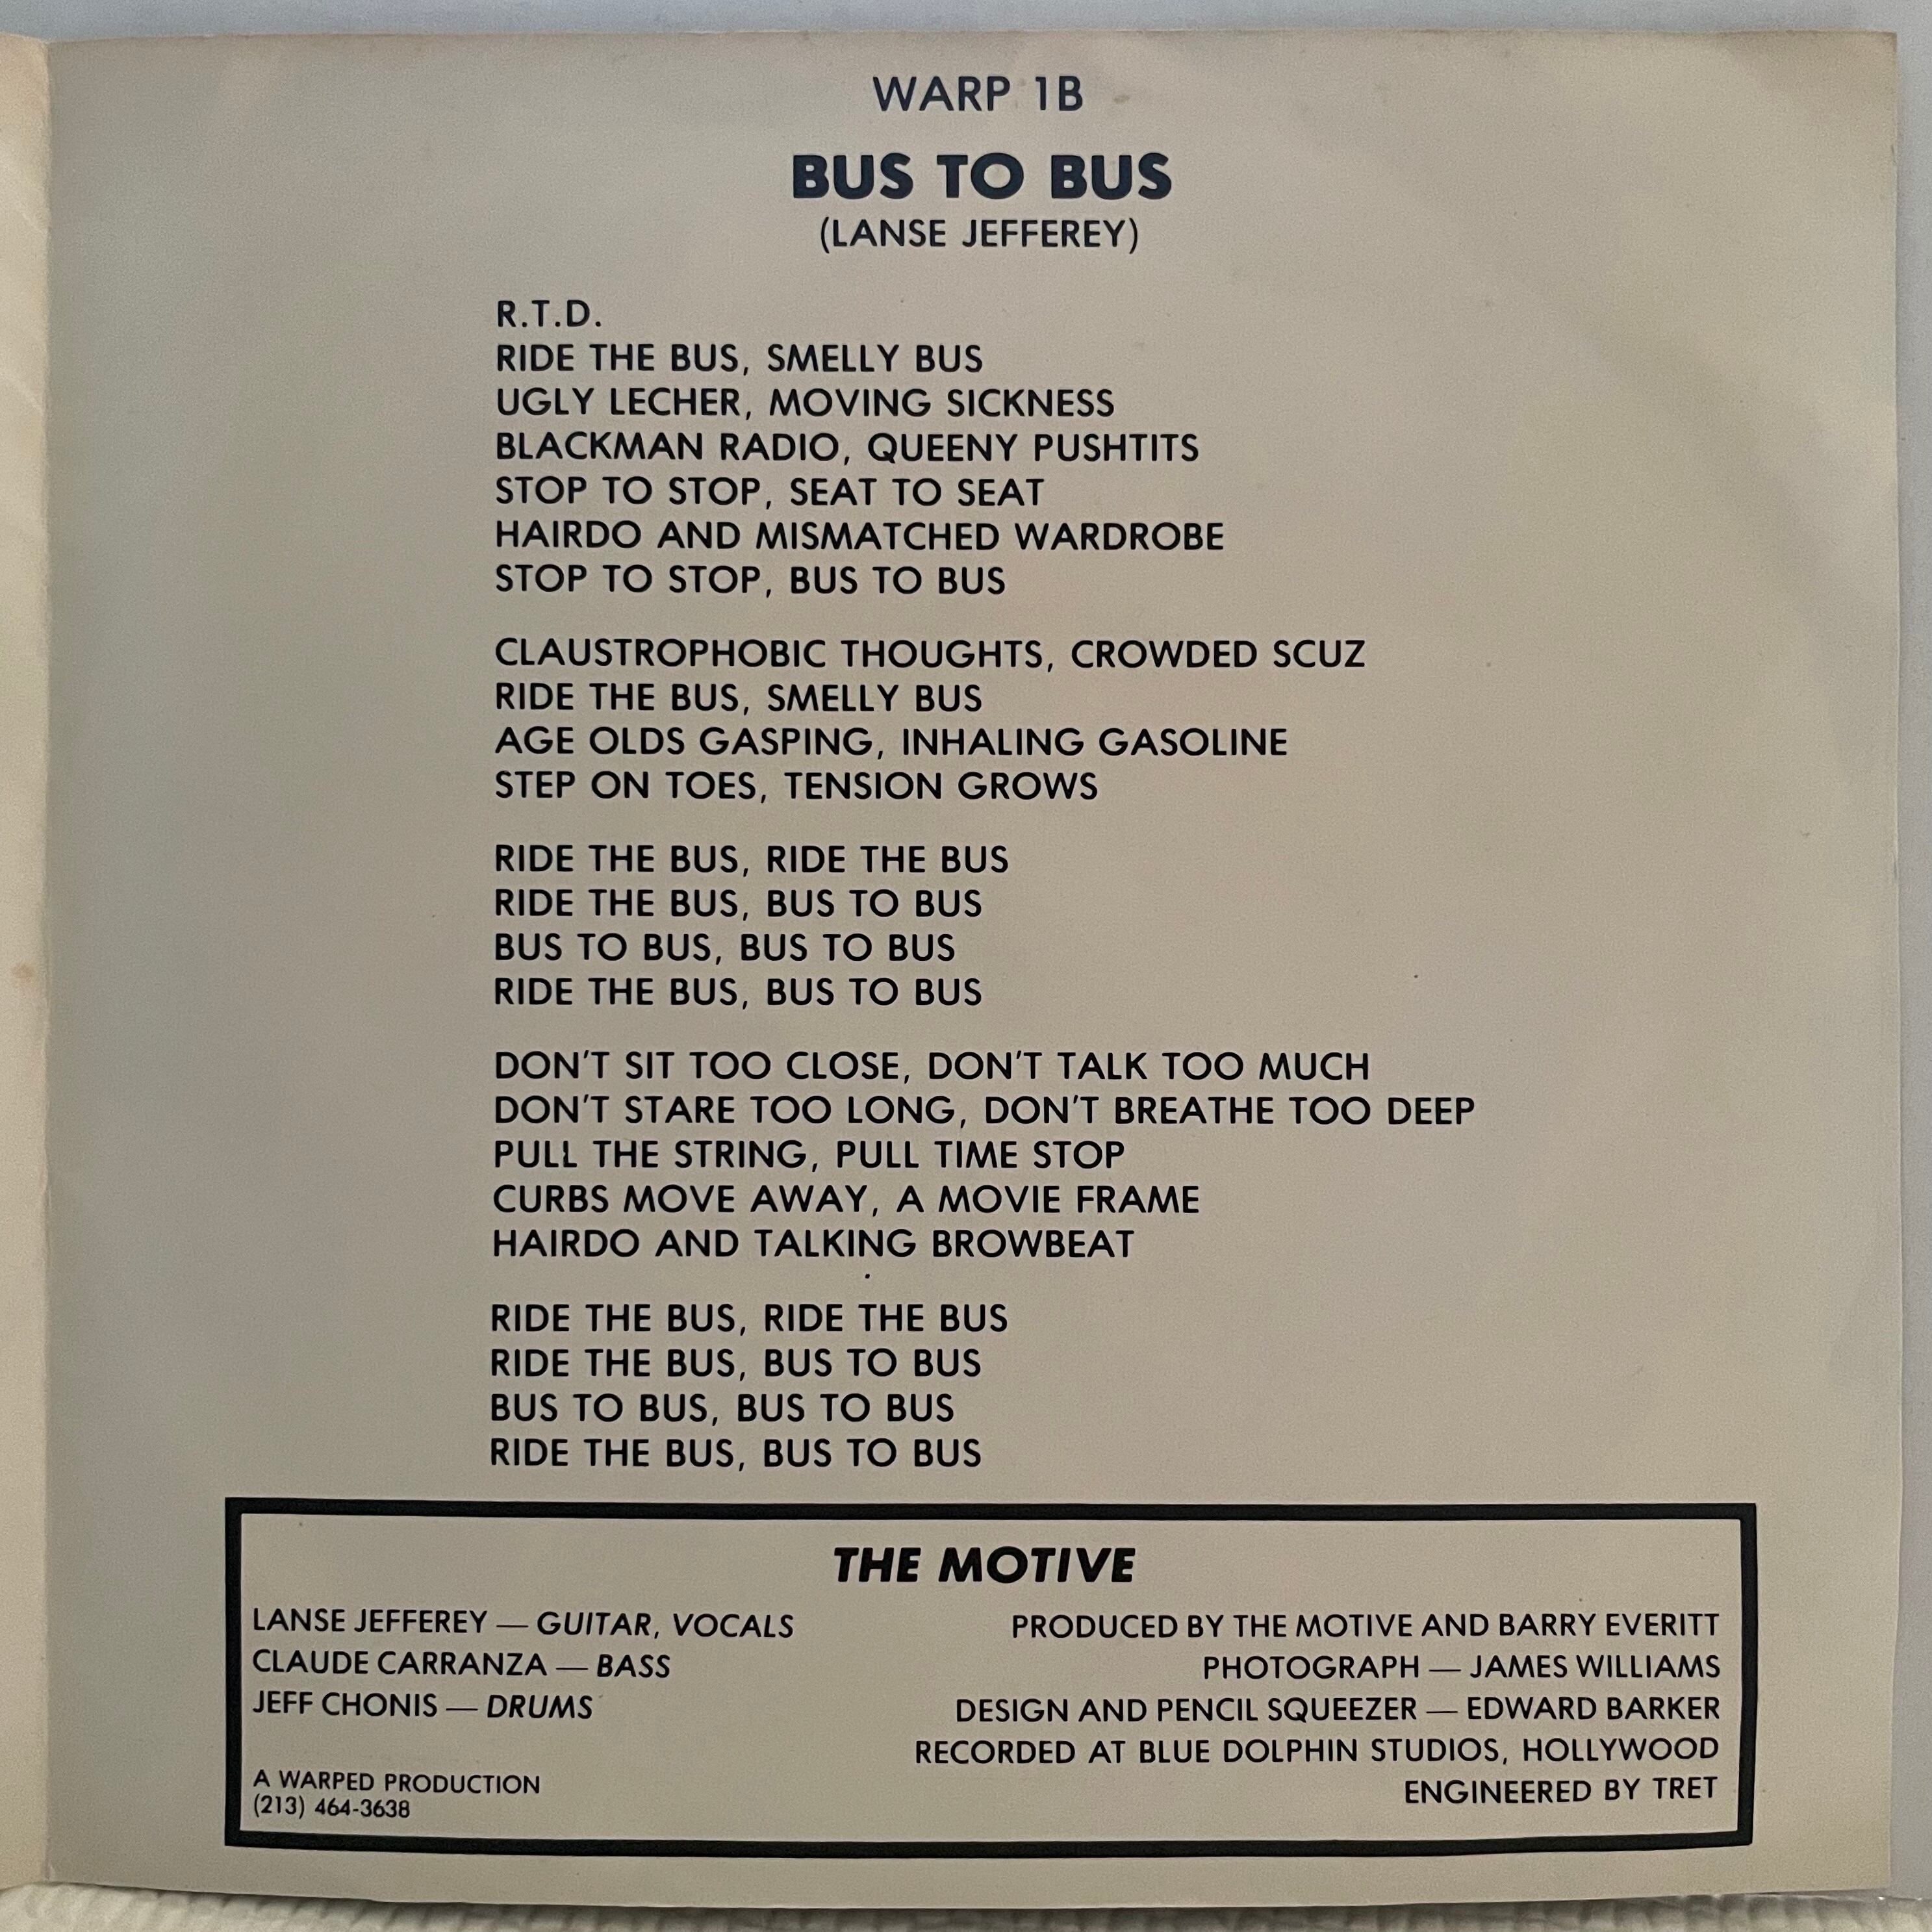 WARP 1B
BUS TO BUS
(LANSE JEFFEREY)
R.T.D.
RIDE THE BUS, SMELLY BUS
UGLY LECHER, MOVING SICKNESS
BLACKMAN RADIO, QUEENY PUSHTITS
STOP TO STOP, SEAT TO SEAT
HAIRDO AND MISMATCHED WARDROBE
STOP TO STOP, BUS TO BUS
CLAUSTROPHOBIC THOUGHTS, CROWDED SCUZ
RIDE THE BUS, SMELLY BUS
AGE OLDS GASPING, INHALING GASOLINE
STEP ON TOES, TENSION GROWS
RIDE THE BUS, RIDE THE BUS
RIDE THE BUS, BUS TO BUS
BUS TO BUS, BUS TO BUS
RIDE THE BUS, BUS TO BUS
DON'T SIT TOO CLOSE, DON'T TALK TOO MUCH
DON'T STARE TOO LONG, DON'T BREATHE TOO DEEP
PULL THE STRING, PULL TIME STOP
CURBS MOVE AWAY, A MOVIE FRAME
HAIRDO AND TALKING BROWBEAT
RIDE THE BUS, RIDE THE BUS
RIDE THE BUS, BUS TO BUS
BUS TO BUS, BUS TO BUS
RIDE THE BUS, BUS TO BUS
THE MOTIVE
LANSE JEFFEREY — GUITAR, VOCALS
CLAUDE CARRANZA — BASS
JEFF CHONIS — DRUMS
A WARPED PRODUCTION
(213) 464-3638
PRODUCED BY THE MOTIVE AND BARRY EVERITT
PHOTOGRAPH — JAMES WILLIAMS
DESIGN AND PENCIL SQUEEZER — EDWARD BARKER
RECORDED AT BLUE DOLPHIN STUDIOS, HOLLYWOOD
ENGINEERED BY TRET